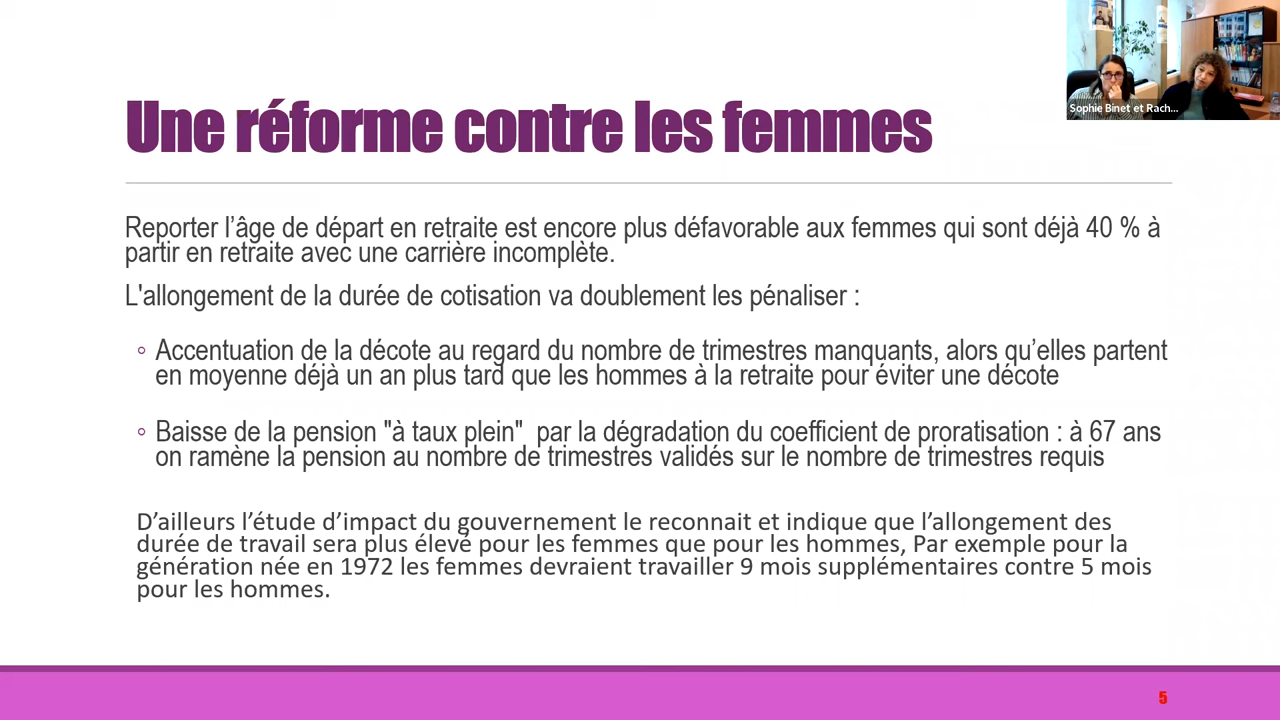 Sophie Binet et Rach...
Une réforme contre les femmes
Reporter l’âge de départ en retraite est encore plus défavorable aux femmes qui sont déjà 40 % à
partir en retraite avec une carrière incomplète.
L'allongement de la durée de cotisation va doublement les pénaliser :
◦ Accentuation de la décote au regard du nombre de trimestres manquants, alors qu’elles partent
en moyenne déjà un an plus tard que les hommes à la retraite pour éviter une décote
◦ Baisse de la pension "à taux plein"  par la dégradation du coefficient de proratisation : à 67 ans
on ramène la pension au nombre de trimestres validés sur le nombre de trimestres requis
D’ailleurs l’étude d’impact du gouvernement le reconnait et indique que l’allongement des
durée de travail sera plus élevé pour les femmes que pour les hommes, Par exemple pour la
génération née en 1972 les femmes devraient travailler 9 mois supplémentaires contre 5 mois
pour les hommes.
5